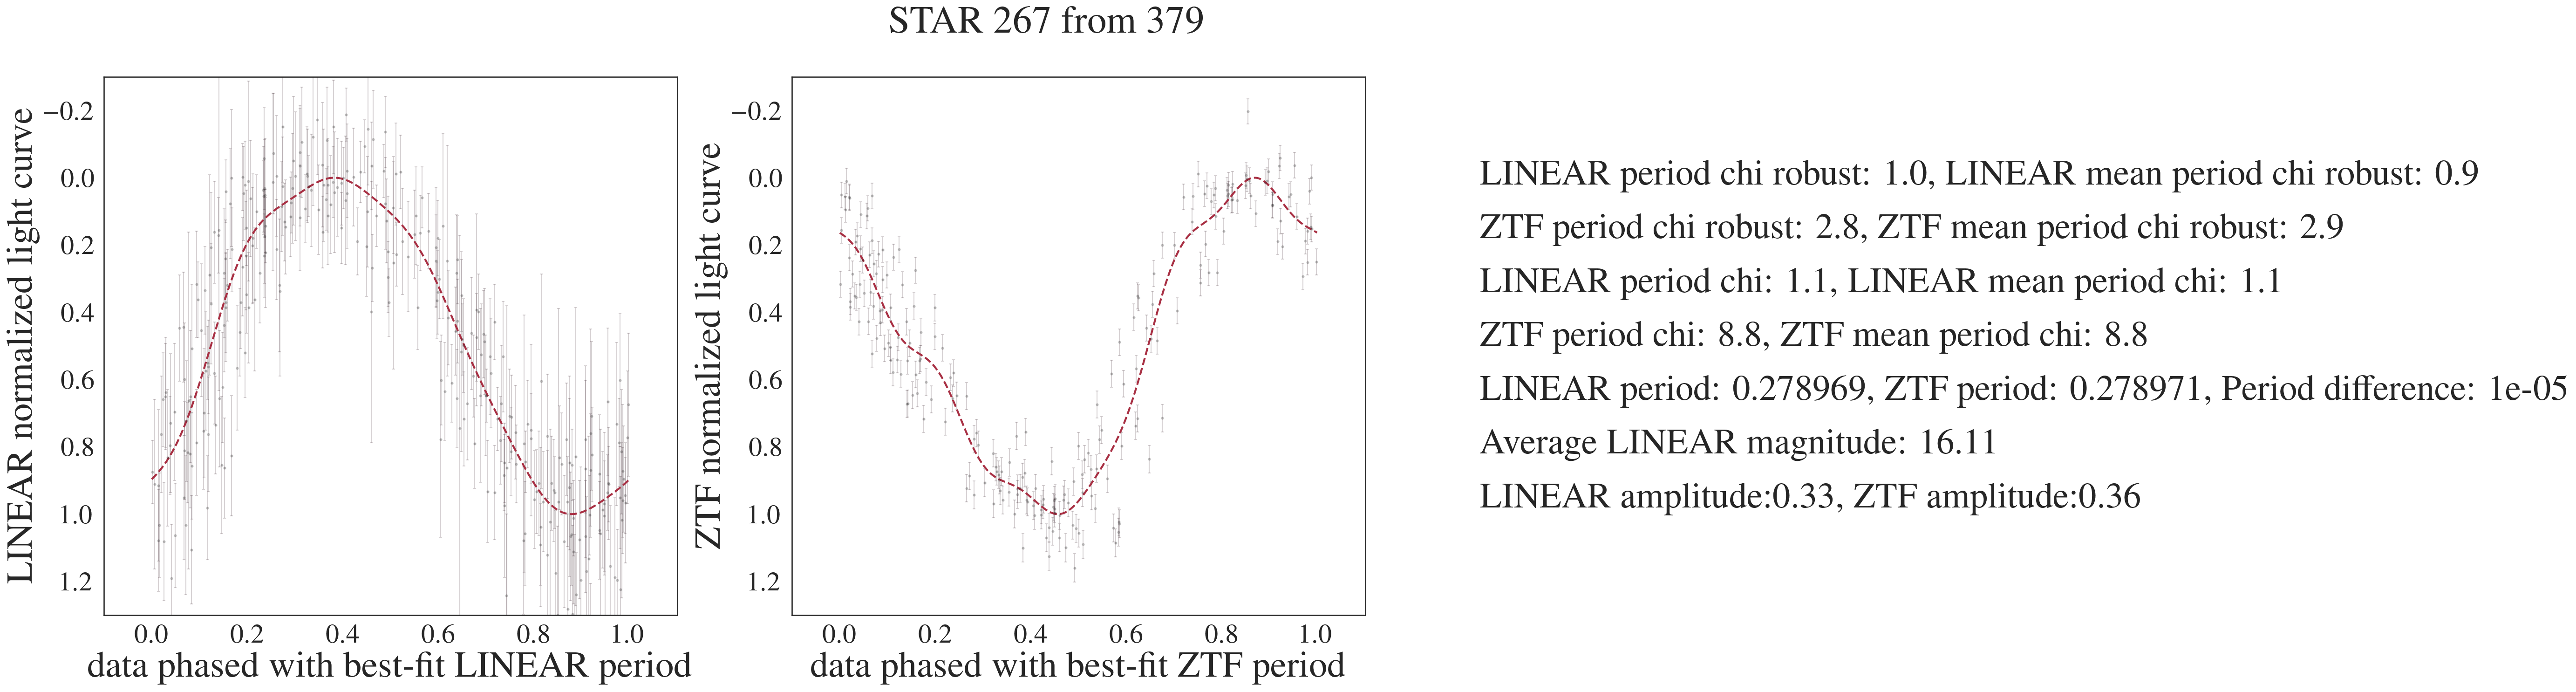 STAR 267 from 379
LINEAR normalized light curve
−0.2
0.0
0.2
0.4
0.6
0.8
1.0
1.2
0.0 0.2 0.4 0.6 0.8 1.0
data phased with best-fit LINEAR period
ZTF normalized light curve
−0.2
0.0
0.2
0.4
0.6
0.8
1.0
1.2
0.0 0.2 0.4 0.6 0.8 1.0
data phased with best-fit ZTF period
LINEAR period chi robust: 1.0, LINEAR mean period chi robust: 0.9
ZTF period chi robust: 2.8, ZTF mean period chi robust: 2.9
LINEAR period chi: 1.1, LINEAR mean period chi: 1.1
ZTF period chi: 8.8, ZTF mean period chi: 8.8
LINEAR period: 0.278969, ZTF period: 0.278971, Period difference: 1e-05
Average LINEAR magnitude: 16.11
LINEAR amplitude:0.33, ZTF amplitude:0.36